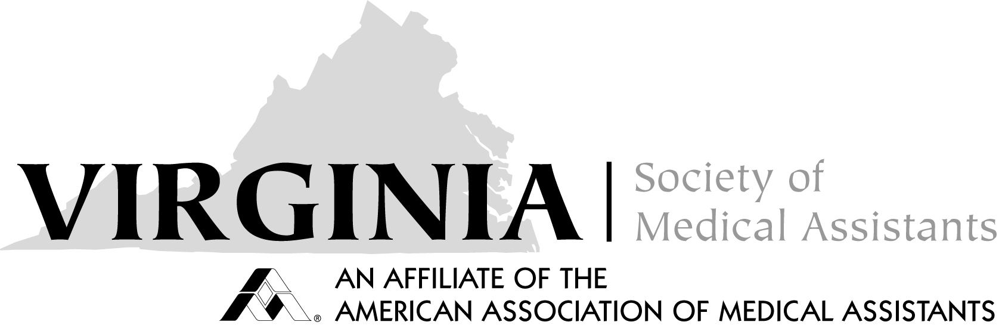 VIRGINIA
Society of
Medical Assistants
®
AN AFFILIATE OF THE
AMERICAN ASSOCIATION OF MEDICAL ASSISTANTS